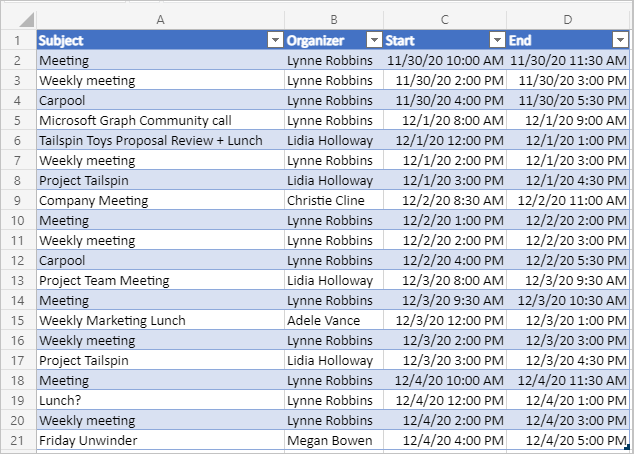 A B C D
1 Subject Organizer Start End
2 Meeting Lynne Robbins 11/30/20 10:00 AM 11/30/20 11:30 AM
3 Weekly meeting Lynne Robbins 11/30/20 2:00 PM 11/30/20 3:00 PM
4 Carpool Lynne Robbins 11/30/20 4:00 PM 11/30/20 5:30 PM
5 Microsoft Graph Community call Lynne Robbins 12/1/20 8:00 AM 12/1/20 9:00 AM
6 Tailspin Toys Proposal Review + Lunch Lidia Holloway 12/1/20 12:00 PM 12/1/20 1:00 PM
7 Weekly meeting Lynne Robbins 12/1/20 2:00 PM 12/1/20 3:00 PM
8 Project Tailspin Lidia Holloway 12/1/20 3:00 PM 12/1/20 4:30 PM
9 Company Meeting Christie Cline 12/2/20 8:30 AM 12/2/20 11:00 AM
10 Meeting Lynne Robbins 12/2/20 1:00 PM 12/2/20 2:00 PM
11 Weekly meeting Lynne Robbins 12/2/20 2:00 PM 12/2/20 3:00 PM
12 Carpool Lynne Robbins 12/2/20 4:00 PM 12/2/20 5:30 PM
13 Project Team Meeting Lidia Holloway 12/3/20 8:00 AM 12/3/20 9:30 AM
14 Meeting Lynne Robbins 12/3/20 9:30 AM 12/3/20 10:30 AM
15 Weekly Marketing Lunch Adele Vance 12/3/20 12:00 PM 12/3/20 1:00 PM
16 Weekly meeting Lynne Robbins 12/3/20 2:00 PM 12/3/20 3:00 PM
17 Project Tailspin Lidia Holloway 12/3/20 3:00 PM 12/3/20 4:30 PM
18 Meeting Lynne Robbins 12/4/20 10:00 AM 12/4/20 11:30 AM
19 Lunch? Lynne Robbins 12/4/20 12:00 PM 12/4/20 1:00 PM
20 Weekly meeting Lynne Robbins 12/4/20 2:00 PM 12/4/20 3:00 PM
21 Friday Unwinder Megan Bowen 12/4/20 4:00 PM 12/4/20 5:00 PM